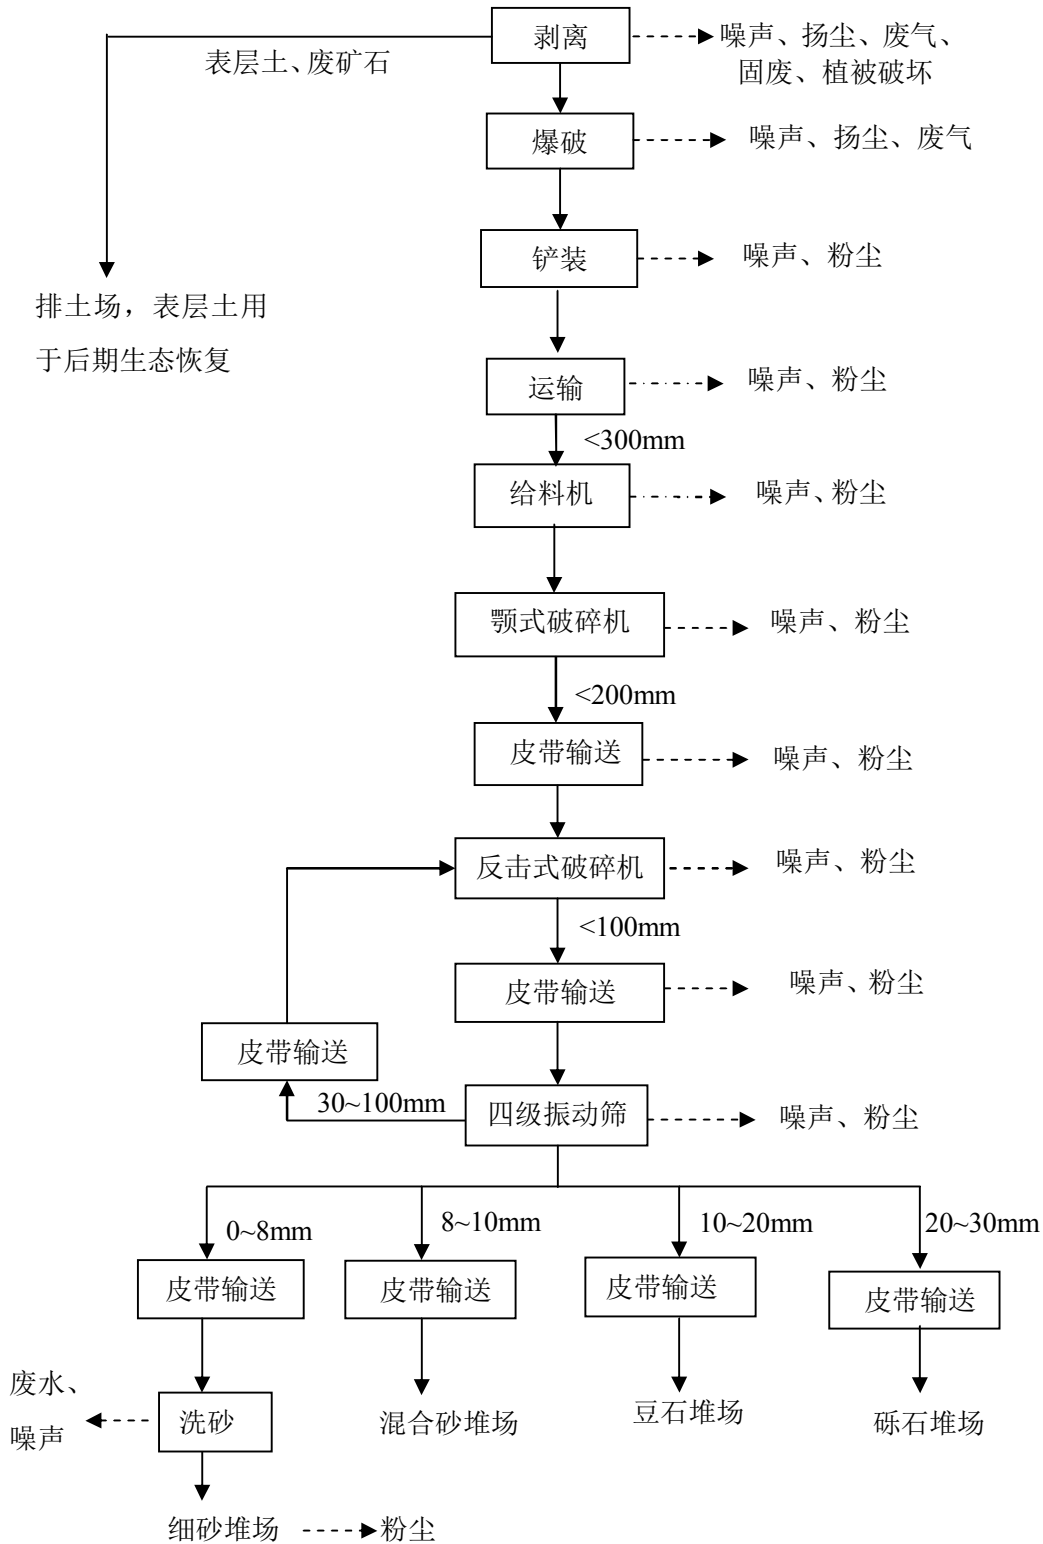 剥离
噪声、扬尘、废气、
固废、植被破坏
表层土、废矿石
爆破
噪声、扬尘、废气
铲装
噪声、粉尘
排土场，表层土用
于后期生态恢复
运输
噪声、粉尘
<300mm
给料机
噪声、粉尘
颚式破碎机
噪声、粉尘
<200mm
皮带输送
噪声、粉尘
反击式破碎机
噪声、粉尘
<100mm
皮带输送
噪声、粉尘
皮带输送
30~100mm
四级振动筛
噪声、粉尘
0~8mm
8~10mm
10~20mm
20~30mm
皮带输送
皮带输送
皮带输送
皮带输送
废水、
噪声
洗砂
混合砂堆场
豆石堆场
砾石堆场
细砂堆场
粉尘